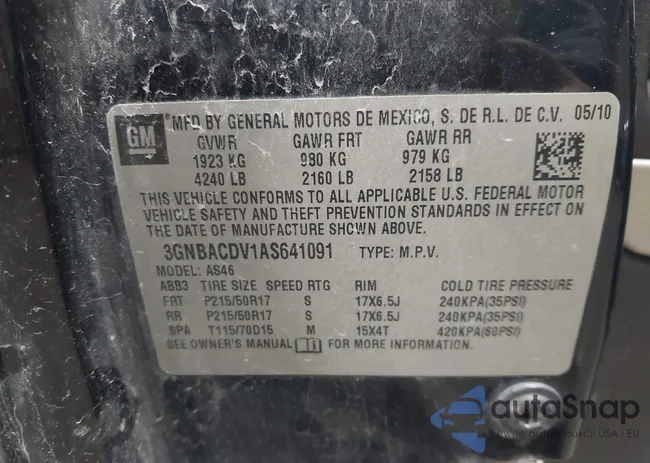 GM
MFD BY GENERAL MOTORS DE MEXICO, S. DE R.L. DE C.V. 05/10
GVWR GAWR FRT GAWR RR
1923 KG 980 KG 979 KG
4240 LB 2160 LB 2158 LB
THIS VEHICLE CONFORMS TO ALL APPLICABLE U.S. FEDERAL MOTOR
VEHICLE SAFETY AND THEFT PREVENTION STANDARDS IN EFFECT ON
THE DATE OF MANUFACTURE SHOWN ABOVE.
3GNBACDV1AS641091 TYPE: M.P.V.
MODEL: AS46
ABB3 TIRE SIZE SPEED RTG RIM COLD TIRE PRESSURE
FRT P215/50R17 S 17X6.5J 240KPA(35PSI)
RR P215/50R17 S 17X6.5J 240KPA(35PSI)
SPA T115/70D15 M 15X4T 420KPA(60PSI)
SEE OWNER'S MANUAL FOR MORE INFORMATION.
autoSnap
aukcji USA i EU